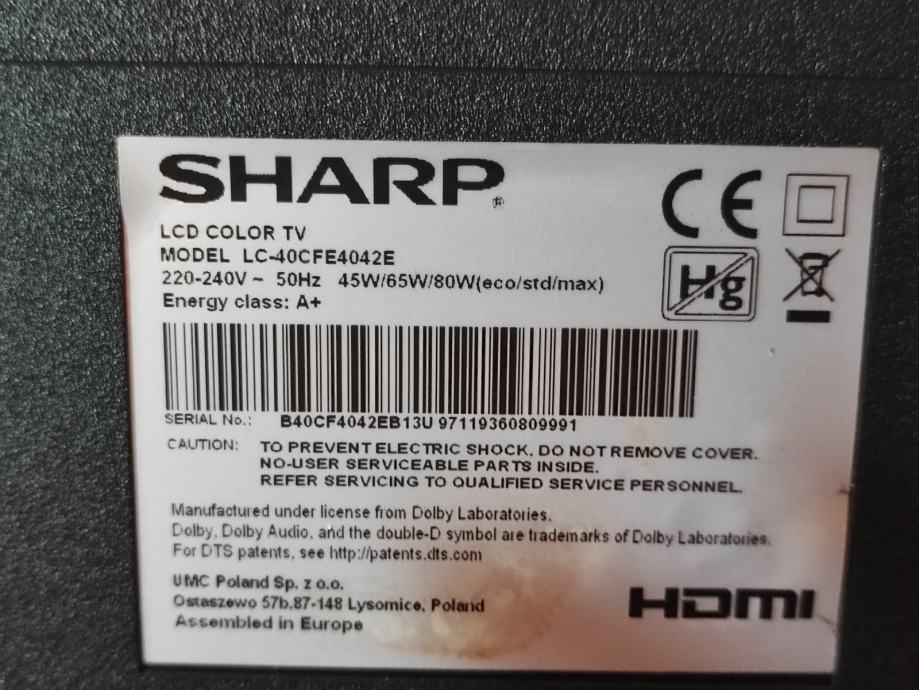 SHARP®
LCD COLOR TV
MODEL LC-40CFE4042E
220-240V ~ 50Hz 45W/65W/80W(eco/std/max)
Energy class: A+
CE
Hg
SERIAL No.: B40CF4042EB13U 97119360809991
CAUTION: TO PREVENT ELECTRIC SHOCK, DO NOT REMOVE COVER.
NO-USER SERVICEABLE PARTS INSIDE.
REFER SERVICING TO QUALIFIED SERVICE PERSONNEL.
Manufactured under license from Dolby Laboratories.
Dolby, Dolby Audio, and the double-D symbol are trademarks of Dolby Laboratories.
For DTS patents, see http://patents.dts.com
UMC Poland Sp. z o.o.
Ostaszewo 57b,87-148 Lysomice, Poland
Assembled in Europe
HDMI